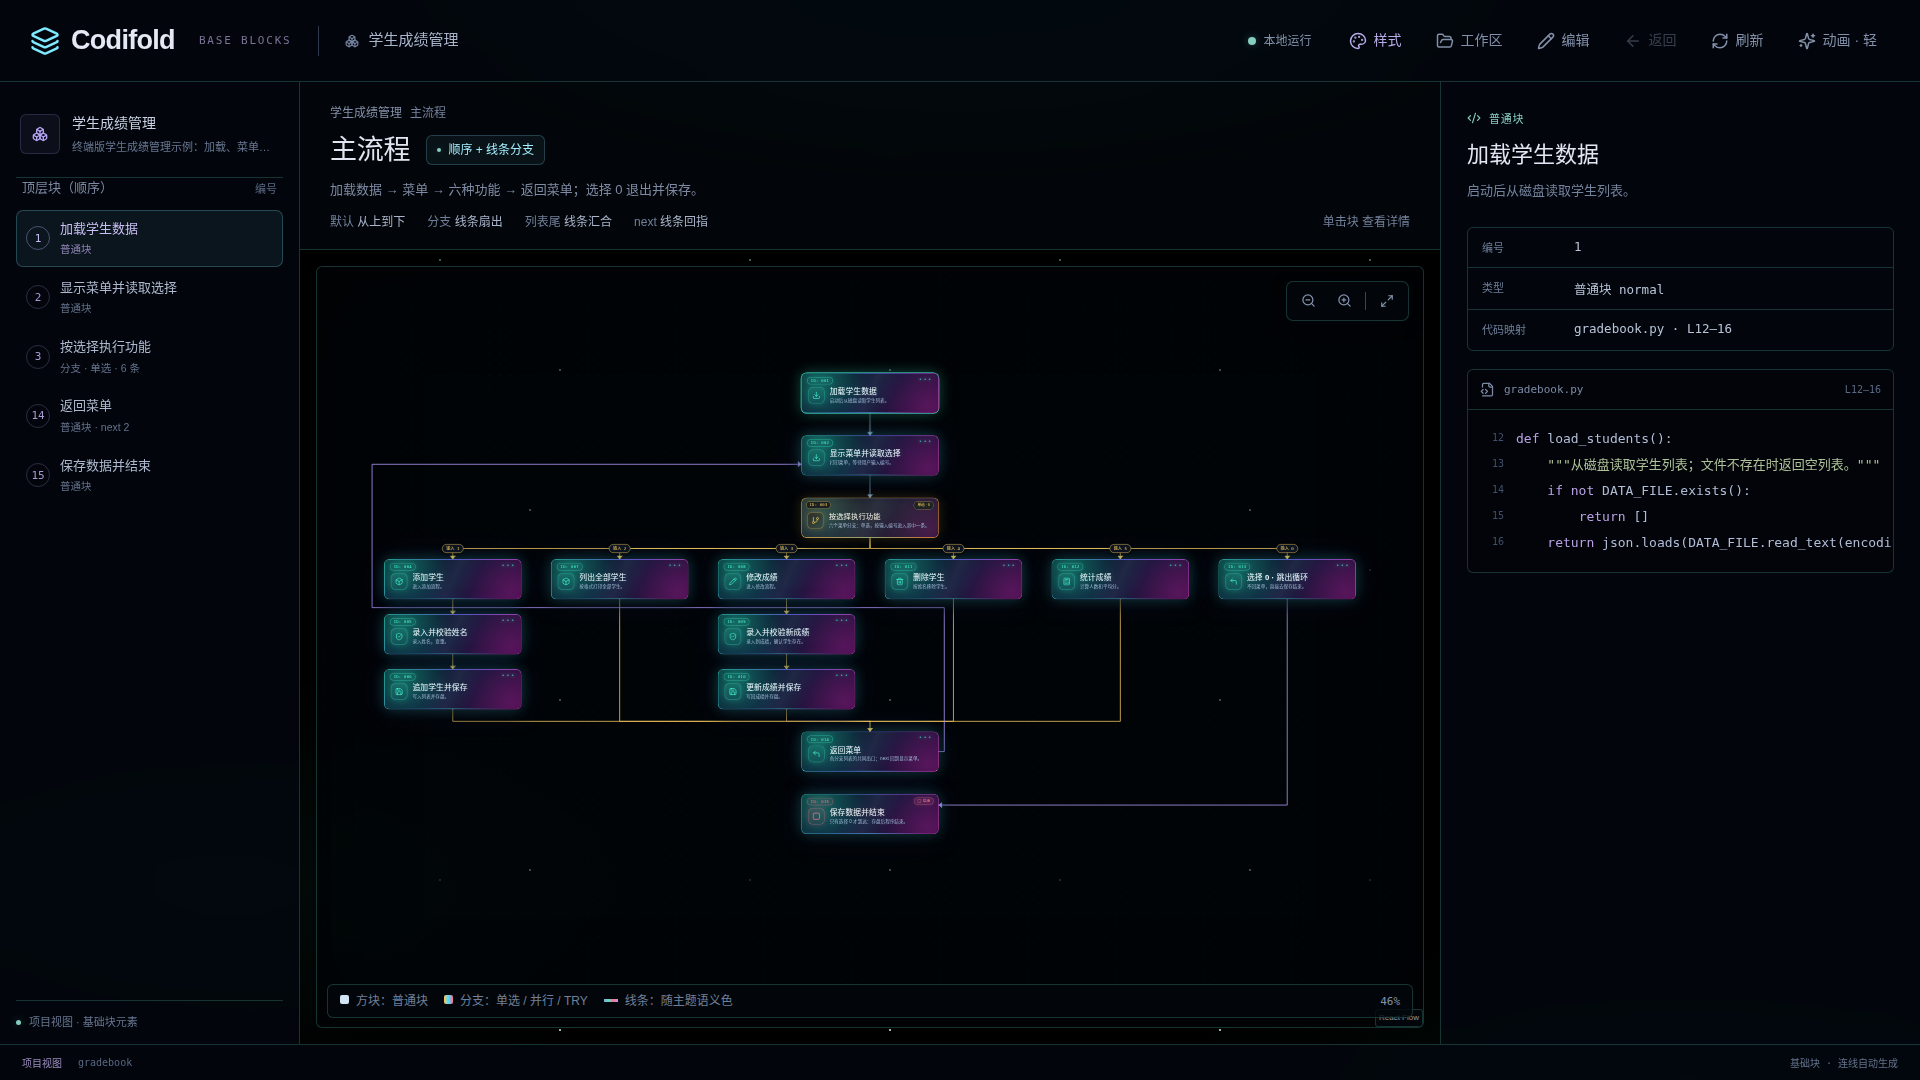 Codifold
BASE BLOCKS
学生成绩管理
本地运行
样式
工作区
编辑
返回
刷新
动画 · 轻
学生成绩管理
终端版学生成绩管理示例：加载、菜单…
顶层块（顺序）
编号
1
加载学生数据
普通块
2
显示菜单并读取选择
普通块
3
按选择执行功能
分支 · 单选 · 6 条
14
返回菜单
普通块 · next 2
15
保存数据并结束
普通块
项目视图 · 基础块元素
学生成绩管理 主流程
主流程
顺序 + 线条分支
加载数据 → 菜单 → 六种功能 → 返回菜单；选择 0 退出并保存。
默认 从上到下
分支 线条扇出
列表尾 线条汇合
next 线条回指
单击块 查看详情
加载学生数据
启动后从磁盘读取学生列表。
显示菜单并读取选择
按选择执行功能
添加学生
列出全部学生
修改成绩
删除学生
统计成绩
选择 0 · 跳出循环
录入并校验姓名
录入并校验新成绩
追加学生并保存
更新成绩并保存
返回菜单
保存数据并结束
方块：普通块
分支：单选 / 并行 / TRY
线条：随主题语义色
46%
React Flow
普通块
加载学生数据
启动后从磁盘读取学生列表。
编号 1
类型 普通块 normal
代码映射 gradebook.py · L12–16
gradebook.py
L12–16
12 def load_students():
13 """从磁盘读取学生列表；文件不存在时返回空列表。"""
14 if not DATA_FILE.exists():
15 return []
16 return json.loads(DATA_FILE.read_text(encodi
项目视图
gradebook
基础块 · 连线自动生成